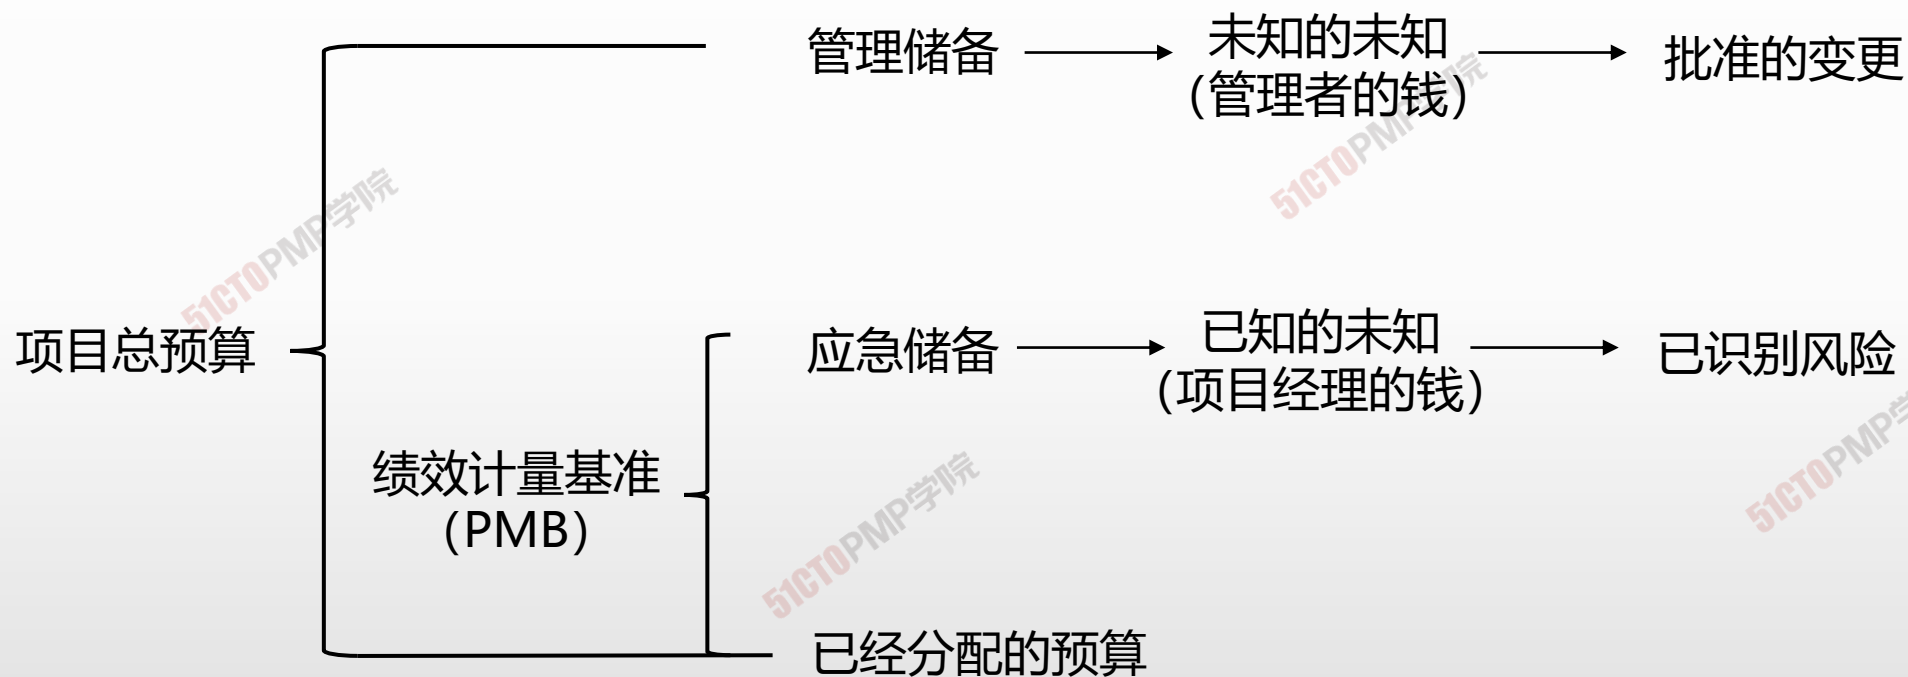 管理储备
未知的未知
（管理者的钱）
批准的变更
项目总预算
应急储备
已知的未知
（项目经理的钱）
已识别风险
绩效计量基准
（PMB）
已经分配的预算
51CTOPMP学院
51CTOPMP学院
51CTOPMP学院
51CTOPMP学